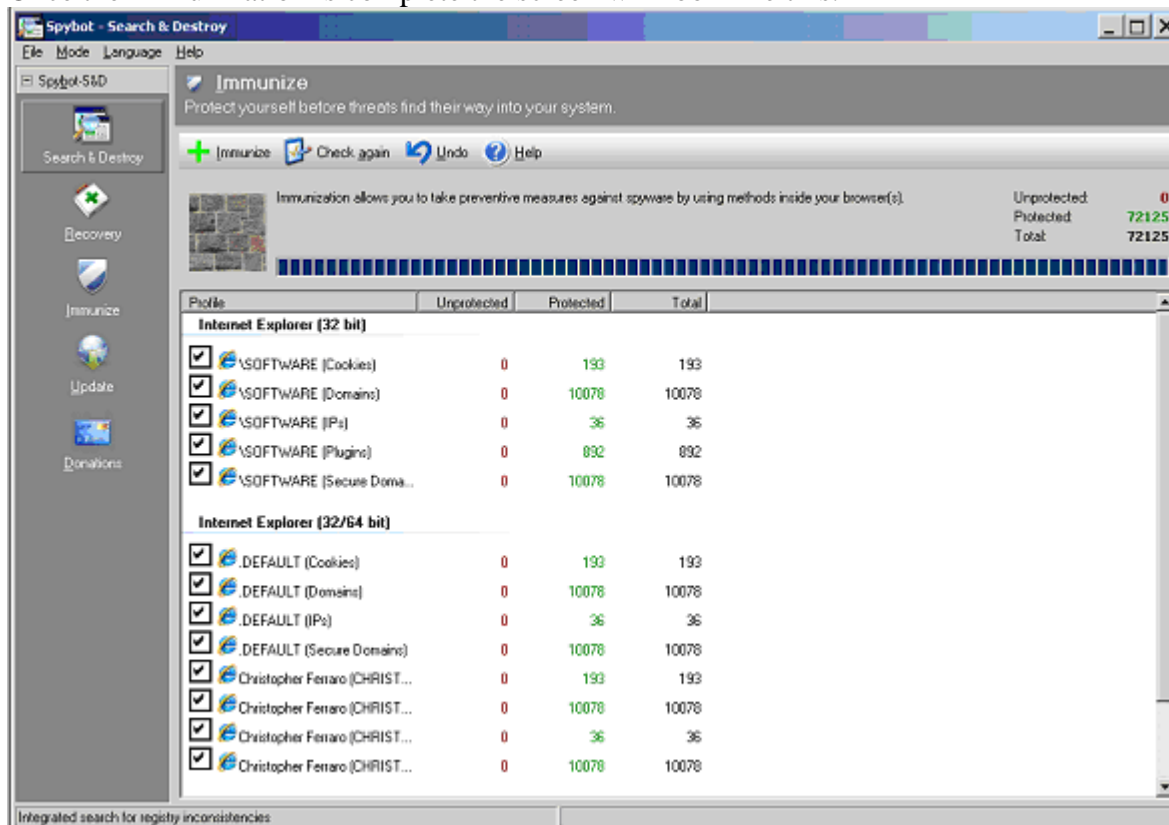 Spybot - Search & Destroy
File Mode Language Help
Spybot-S&D
Immunize
Protect yourself before threats find their way into your system.
Search & Destroy
Immunize Check again Undo Help
Recovery
Immunization allows you to take preventive measures against spyware by using methods inside your browser(s).
Unprotected: 0
Protected: 72125
Total: 72125
Immunize
Update
Donations
Profile Unprotected Protected Total
Internet Explorer (32 bit)
\SOFTWARE (Cookies) 0 193 193
\SOFTWARE (Domains) 0 10078 10078
\SOFTWARE (IPs) 0 36 36
\SOFTWARE (Plugins) 0 892 892
\SOFTWARE (Secure Doma... 0 10078 10078
Internet Explorer (32/64 bit)
.DEFAULT (Cookies) 0 193 193
.DEFAULT (Domains) 0 10078 10078
.DEFAULT (IPs) 0 36 36
.DEFAULT (Secure Domains) 0 10078 10078
Christopher Ferraro (CHRIST... 0 193 193
Christopher Ferraro (CHRIST... 0 10078 10078
Christopher Ferraro (CHRIST... 0 36 36
Christopher Ferraro (CHRIST... 0 10078 10078
Integrated search for registry inconsistencies